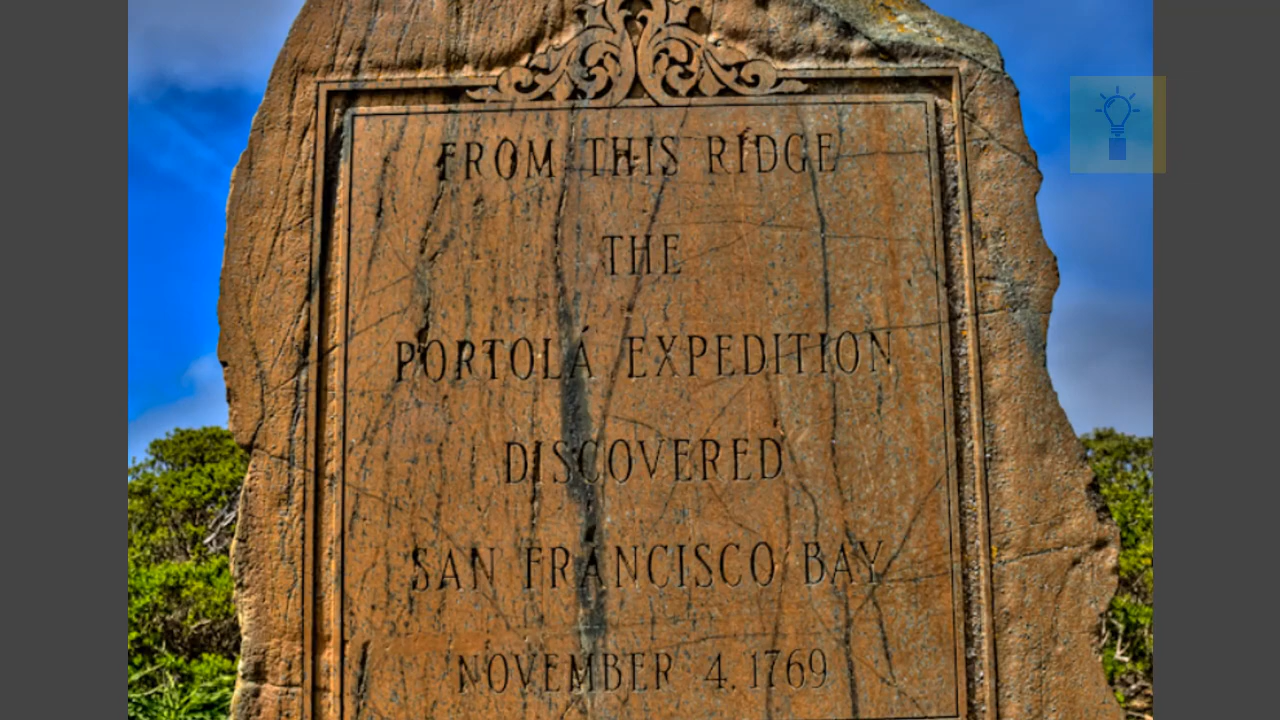 FROM THIS RIDGE
THE
PORTOLÁ EXPEDITION
DISCOVERED
SAN FRANCISCO BAY
NOVEMBER 4, 1769